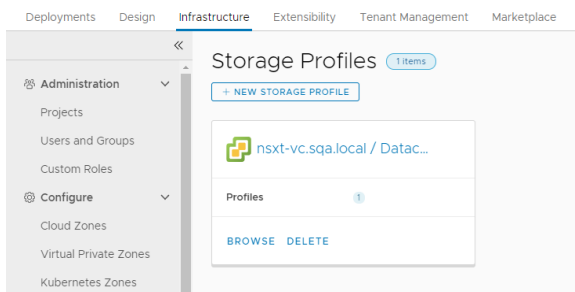 Deployments Design Infrastructure Extensibility Tenant Management Marketplace
Storage Profiles 1 items
+ NEW STORAGE PROFILE
Administration
Projects
Users and Groups
Custom Roles
Configure
Cloud Zones
Virtual Private Zones
Kubernetes Zones
nsxt-vc.sqa.local / Datac...
Profiles 1
BROWSE DELETE